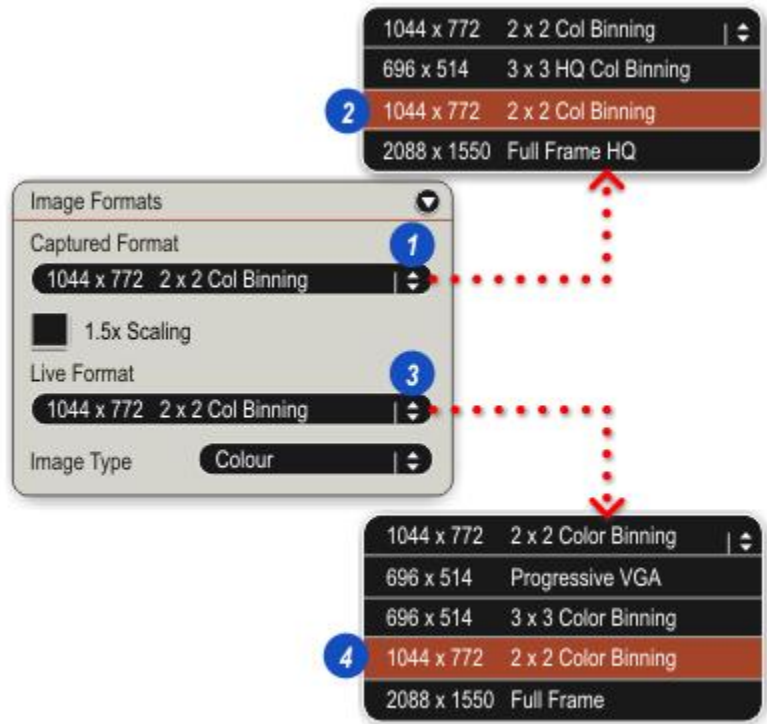 1044 x 772 2 x 2 Col Binning
696 x 514 3 x 3 HQ Col Binning
2 1044 x 772 2 x 2 Col Binning
2088 x 1550 Full Frame HQ
Image Formats
Captured Format 1
1044 x 772 2 x 2 Col Binning
1.5x Scaling
Live Format 3
1044 x 772 2 x 2 Col Binning
Image Type Colour
1044 x 772 2 x 2 Color Binning
696 x 514 Progressive VGA
696 x 514 3 x 3 Color Binning
4 1044 x 772 2 x 2 Color Binning
2088 x 1550 Full Frame